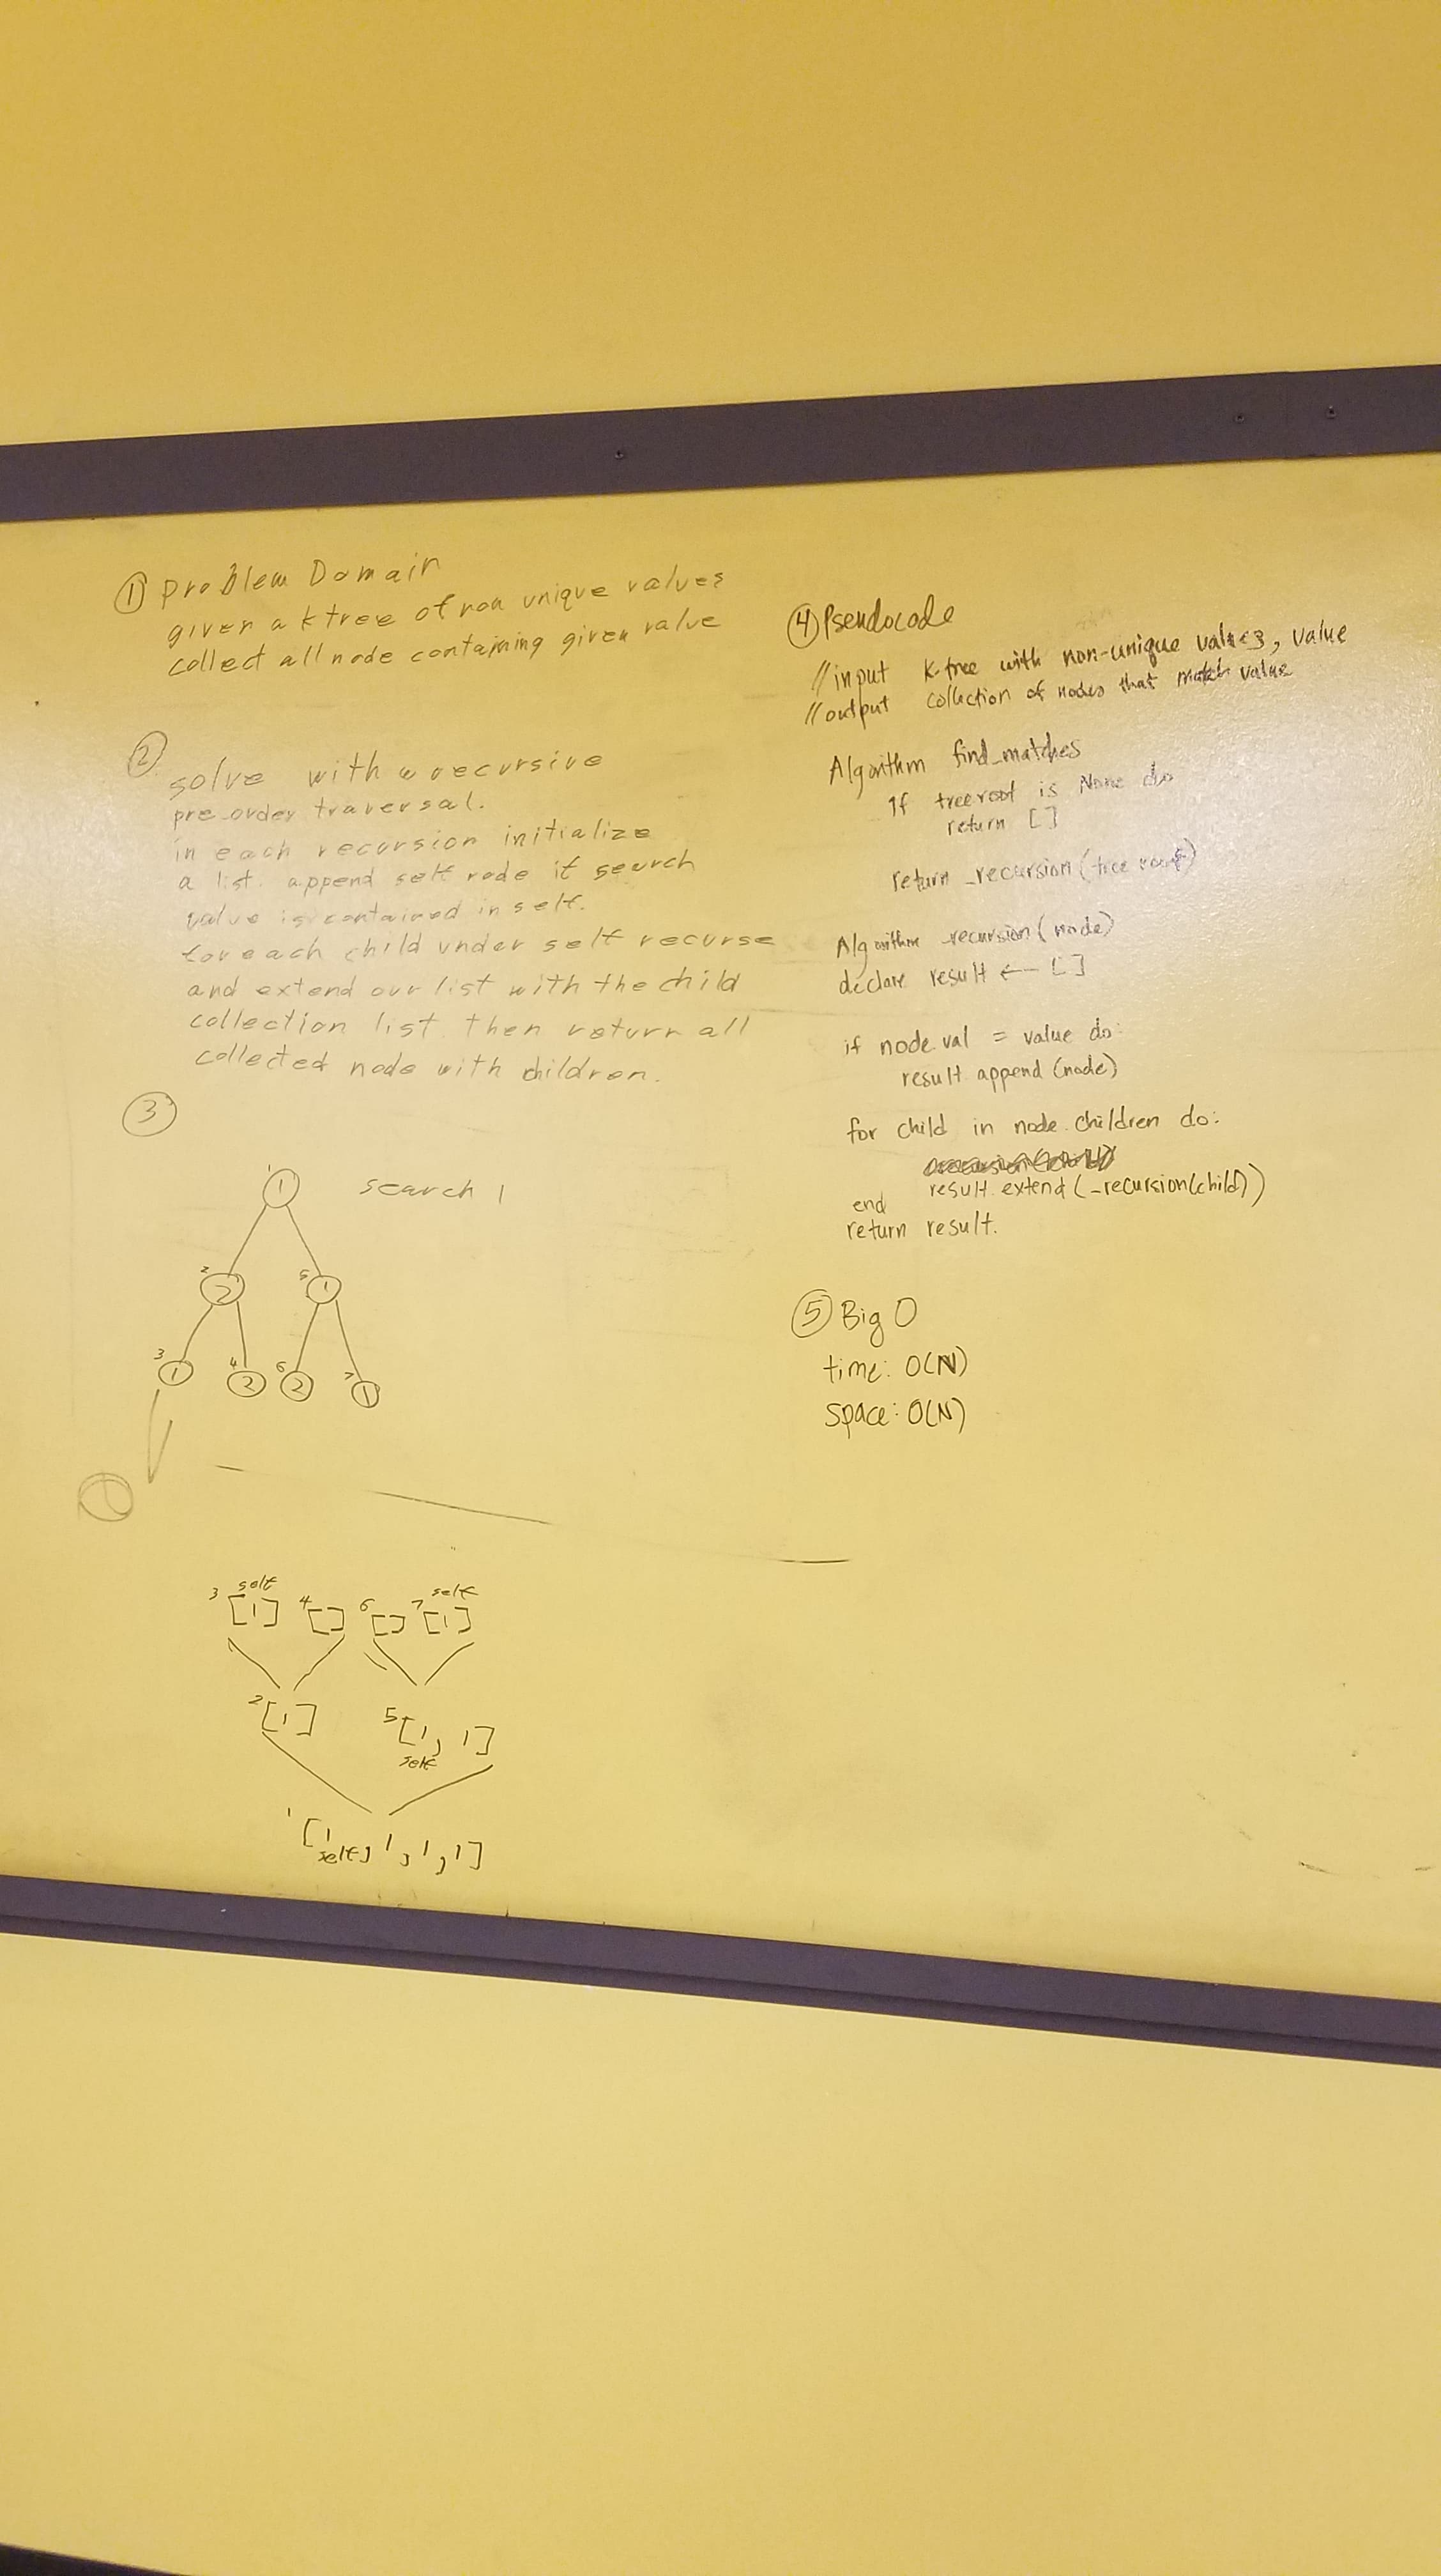 ① Problem Domain
given a k tree of non unique values
collect all node containing given value
②
solve with a recursive
pre-order traversal.
in each recursion initialize
a list. append self node if search
value is contained in self.
for each child under self recurse
and extend our list with the child
collection list. then return all
collected node with children.
③
1 1 search 1
2 2 5 1
3 1 4 2 6 2 7 1
3 self [1] 4 [] 6 [] 7 self [1]
2 [1] 5 [1, 1]
self
1 [1, 1, 1, 1]
self
④ Pseudocode
//input k-tree with non-unique values, value
//output collection of nodes that match value
Algorithm find_matches
If tree root is None do
return []
return _recursion(tree root)
Algorithm _recursion(node)
declare result ← []
if node.val = value do:
result.append(node)
for child in node.children do:
result.extend(_recursion(child))
end
return result.
⑤ Big O
time: O(N)
space: O(N)